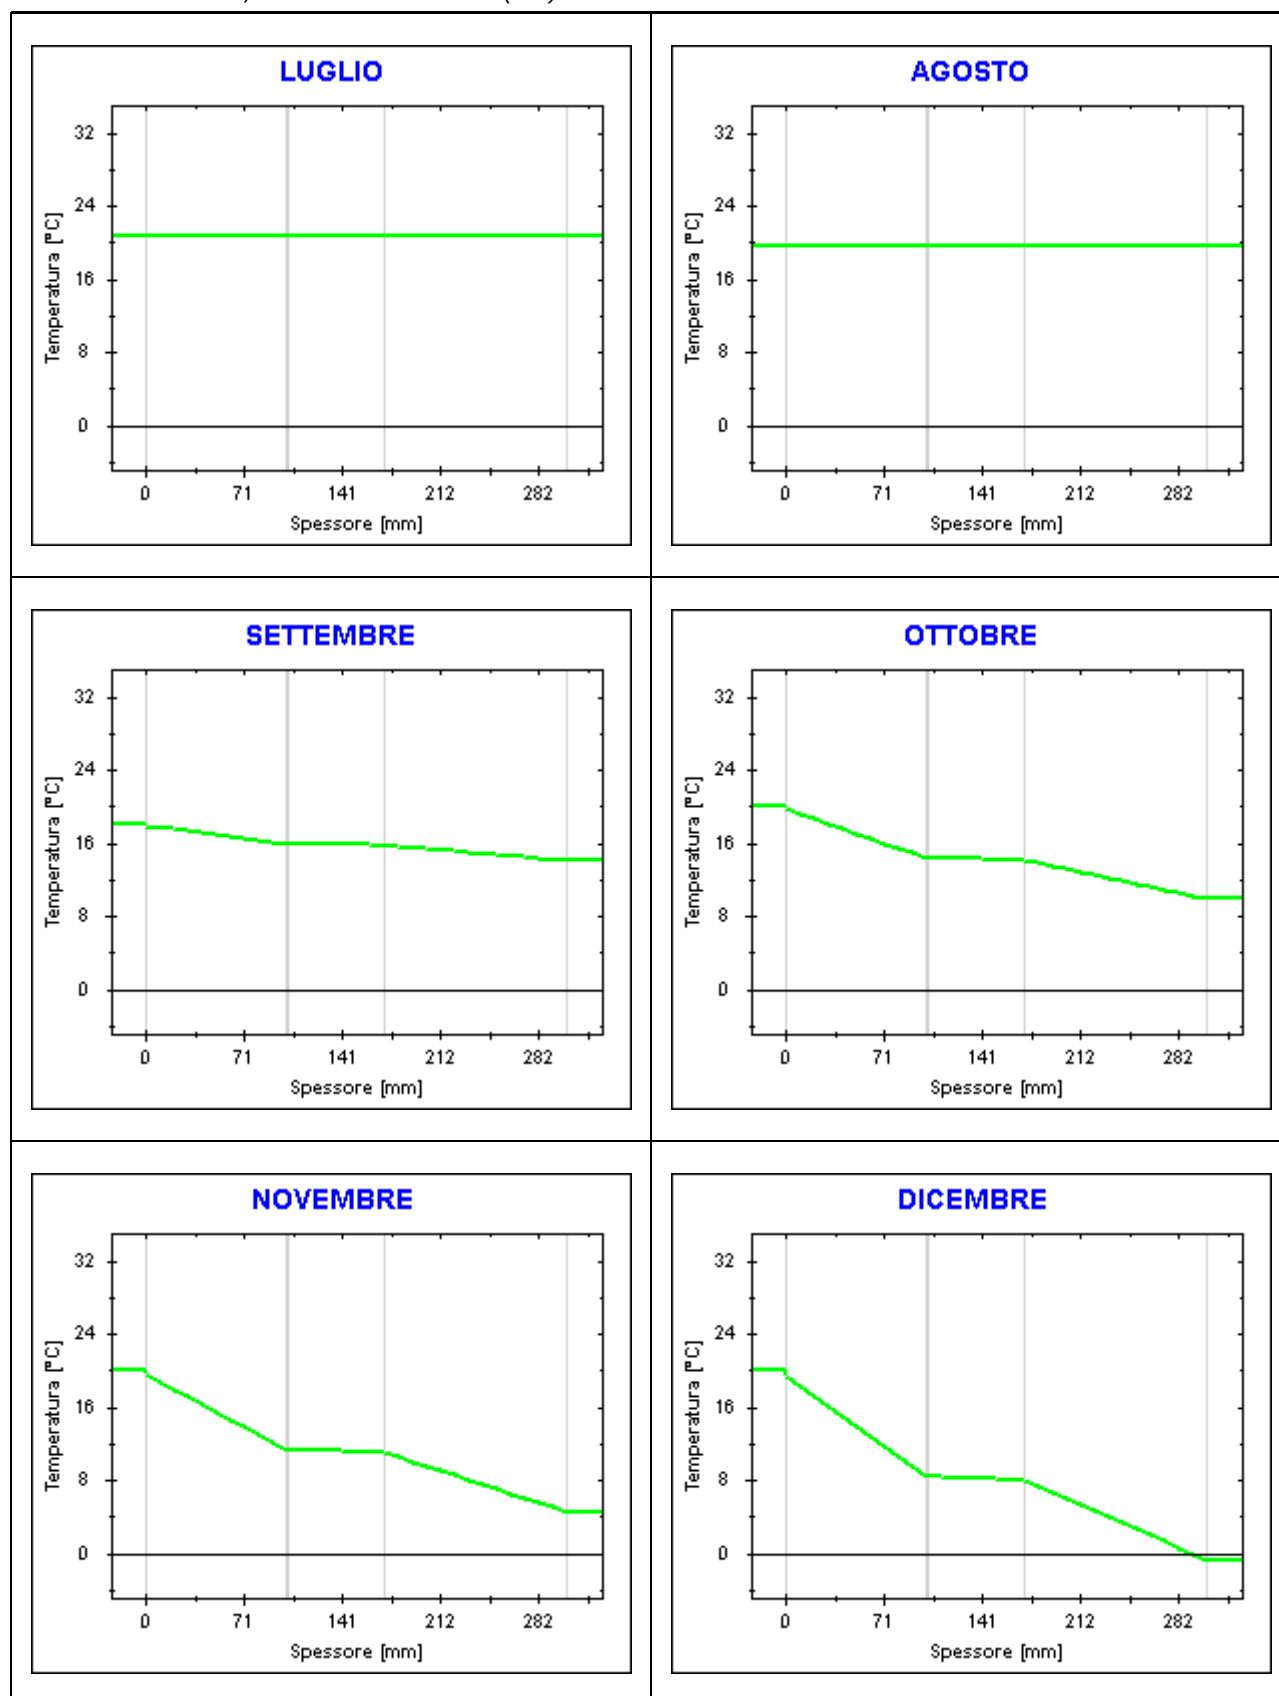 LUGLIO
32
24
16
8
0
Temperatura [°C]
0 71 141 212 282
Spessore [mm]
AGOSTO
32
24
16
8
0
Temperatura [°C]
0 71 141 212 282
Spessore [mm]
SETTEMBRE
32
24
16
8
0
Temperatura [°C]
0 71 141 212 282
Spessore [mm]
OTTOBRE
32
24
16
8
0
Temperatura [°C]
0 71 141 212 282
Spessore [mm]
NOVEMBRE
32
24
16
8
0
Temperatura [°C]
0 71 141 212 282
Spessore [mm]
DICEMBRE
32
24
16
8
0
Temperatura [°C]
0 71 141 212 282
Spessore [mm]